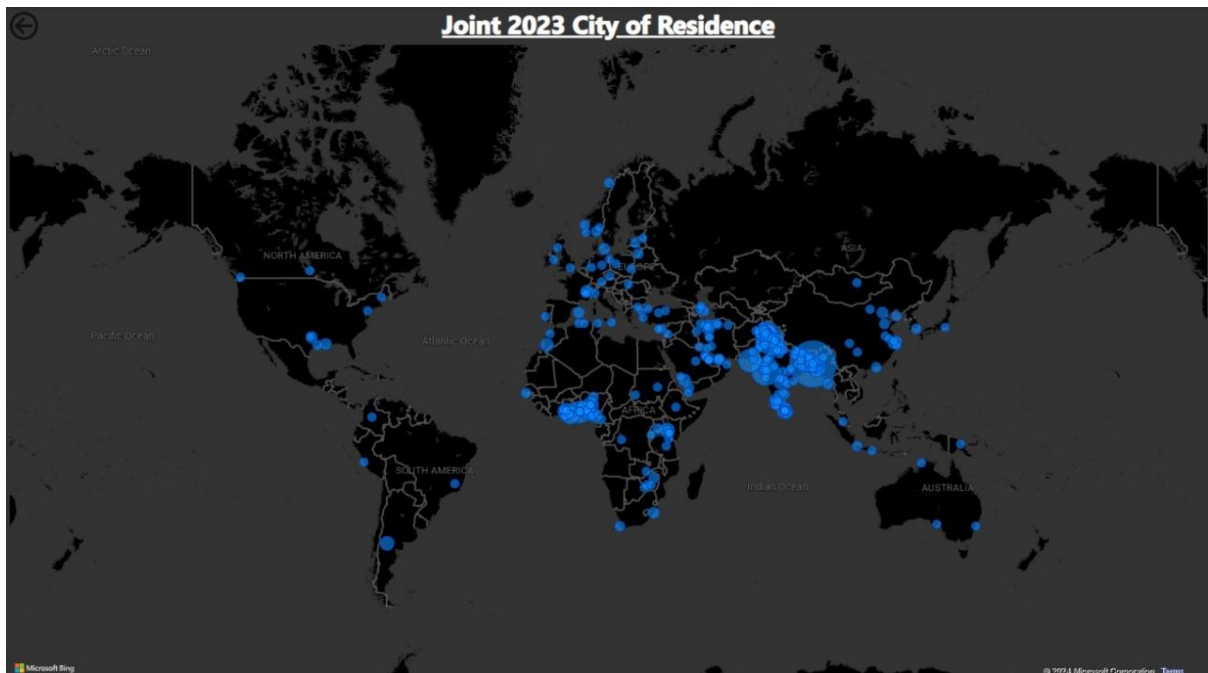 Joint 2023 City of Residence
Arctic Ocean
NORTH AMERICA
ASIA
EUROPE
Pacific Ocean
Atlantic Ocean
AFRICA
SOUTH AMERICA
Indian Ocean
AUSTRALIA
Microsoft Bing
© 2024 Microsoft Corporation Terms